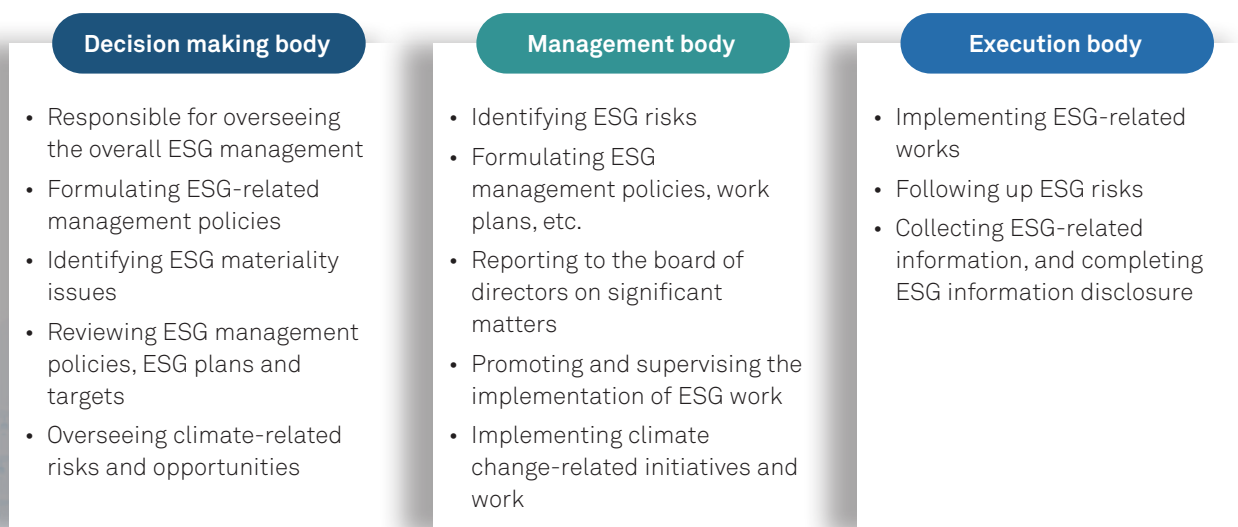 Decision making body
• Responsible for overseeing
the overall ESG management
• Formulating ESG-related
management policies
• Identifying ESG materiality
issues
• Reviewing ESG management
policies, ESG plans and
targets
• Overseeing climate-related
risks and opportunities
Management body
• Identifying ESG risks
• Formulating ESG
management policies, work
plans, etc.
• Reporting to the board of
directors on significant
matters
• Promoting and supervising the
implementation of ESG work
• Implementing climate
change-related initiatives and
work
Execution body
• Implementing ESG-related
works
• Following up ESG risks
• Collecting ESG-related
information, and completing
ESG information disclosure